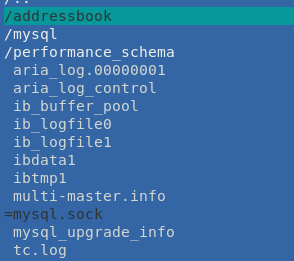 /..
/addressbook
/mysql
/performance_schema
aria_log.00000001
aria_log_control
ib_buffer_pool
ib_logfile0
ib_logfile1
ibdata1
ibtmp1
multi-master.info
=mysql.sock
mysql_upgrade_info
tc.log